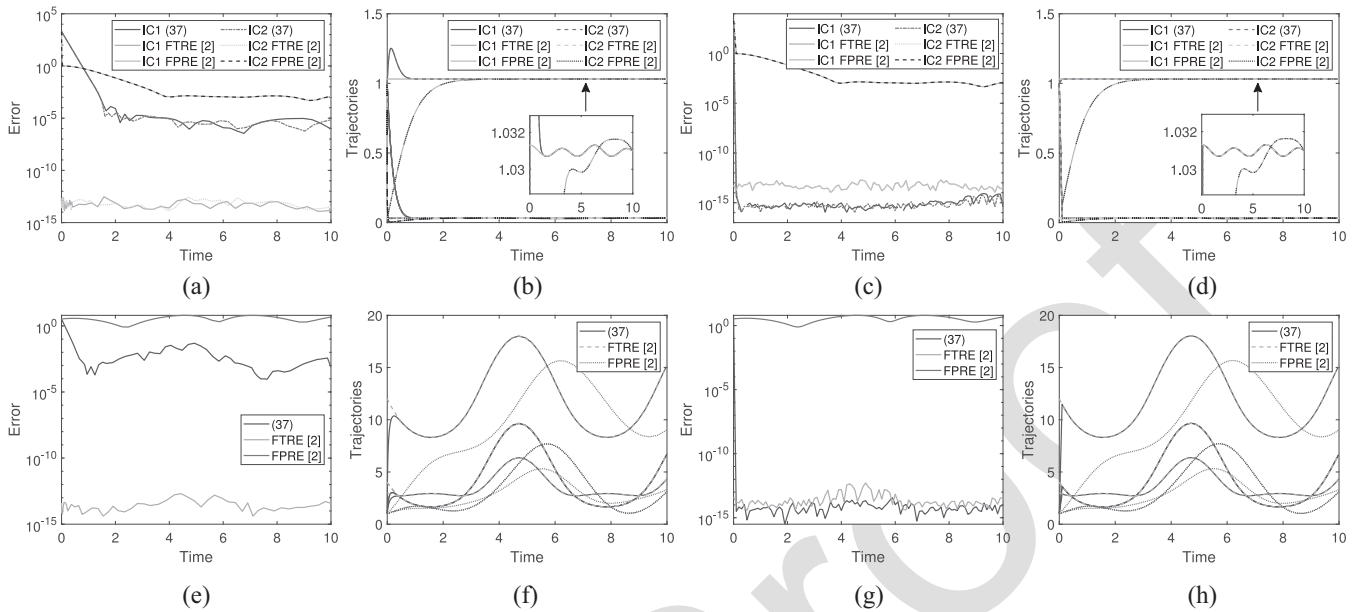 10^5
10^0
10^-5
10^-10
10^-15
Error
0 2 4 6 8 10
Time
IC1 (37) IC2 (37)
IC1 FTRE [2] IC2 FTRE [2]
IC1 FPRE [2] IC2 FPRE [2]
(a)
1.5
1
0.5
0
Trajectories
0 2 4 6 8 10
Time
IC1 (37) IC2 (37)
IC1 FTRE [2] IC2 FTRE [2]
IC1 FPRE [2] IC2 FPRE [2]
1.032
1.03
0 5 10
(b)
10^0
10^-5
10^-10
10^-15
Error
0 2 4 6 8 10
Time
IC1 (37) IC2 (37)
IC1 FTRE [2] IC2 FTRE [2]
IC1 FPRE [2] IC2 FPRE [2]
(c)
1.5
1
0.5
0
Trajectories
0 2 4 6 8 10
Time
IC1 (37) IC2 (37)
IC1 FTRE [2] IC2 FTRE [2]
IC1 FPRE [2] IC2 FPRE [2]
1.032
1.03
0 5 10
(d)
10^0
10^-5
10^-10
10^-15
Error
0 2 4 6 8 10
Time
(37)
FTRE [2]
FPRE [2]
(e)
20
15
10
5
0
Trajectories
0 2 4 6 8 10
Time
(37)
FTRE [2]
FPRE [2]
(f)
10^0
10^-5
10^-10
10^-15
Error
0 2 4 6 8 10
Time
(37)
FTRE [2]
FPRE [2]
(g)
20
15
10
5
0
Trajectories
0 2 4 6 8 10
Time
(37)
FTRE [2]
FPRE [2]
(h)